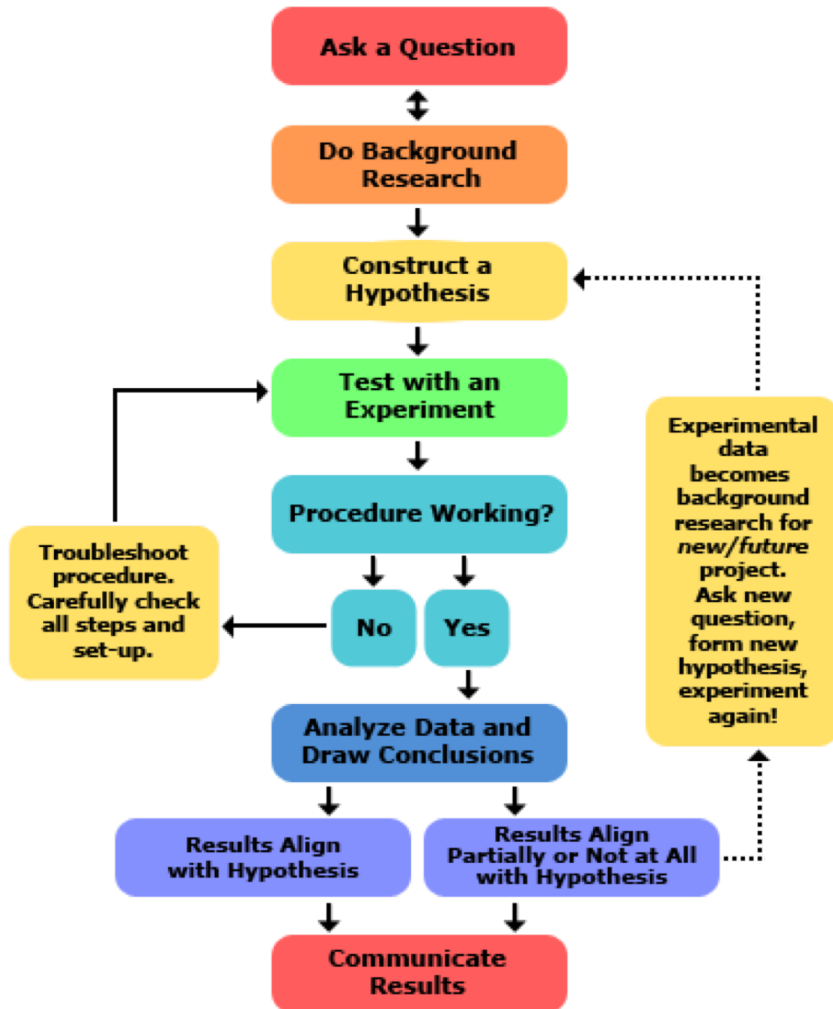 Ask a Question
Do Background
Research
Construct a
Hypothesis
Test with an
Experiment
Procedure Working?
No
Yes
Troubleshoot
procedure.
Carefully check
all steps and
set-up.
Experimental
data
becomes
background
research for
new/future
project.
Ask new
question,
form new
hypothesis,
experiment
again!
Analyze Data and
Draw Conclusions
Results Align
with Hypothesis
Results Align
Partially or Not at All
with Hypothesis
Communicate
Results